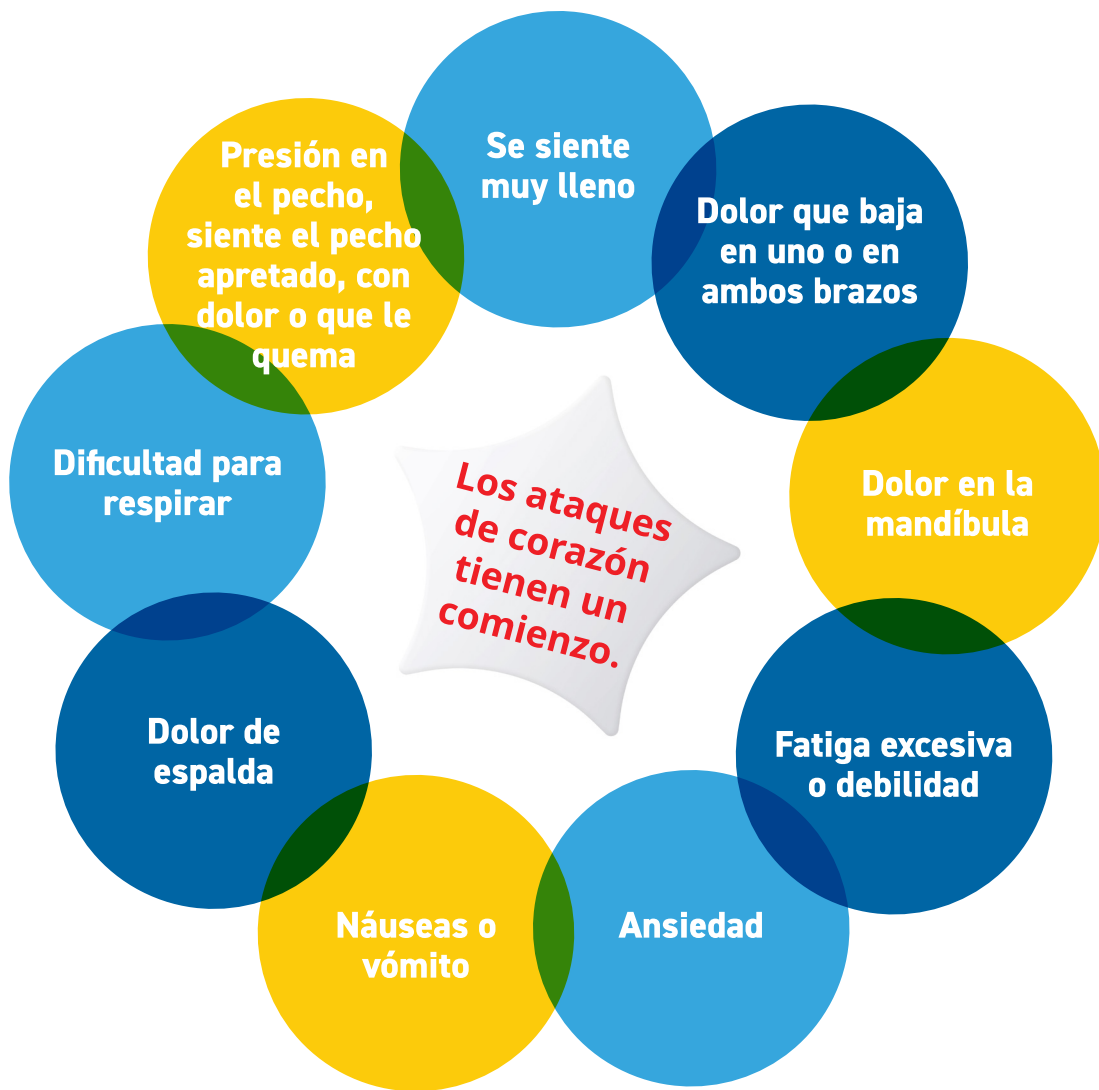 Se siente
muy lleno
Dolor que baja
en uno o en
ambos brazos
Dolor en la
mandíbula
Fatiga excesiva
o debilidad
Ansiedad
Náuseas o
vómito
Dolor de
espalda
Dificultad para
respirar
Presión en
el pecho,
siente el pecho
apretado, con
dolor o que le
quema
Los ataques
de corazón
tienen un
comienzo.